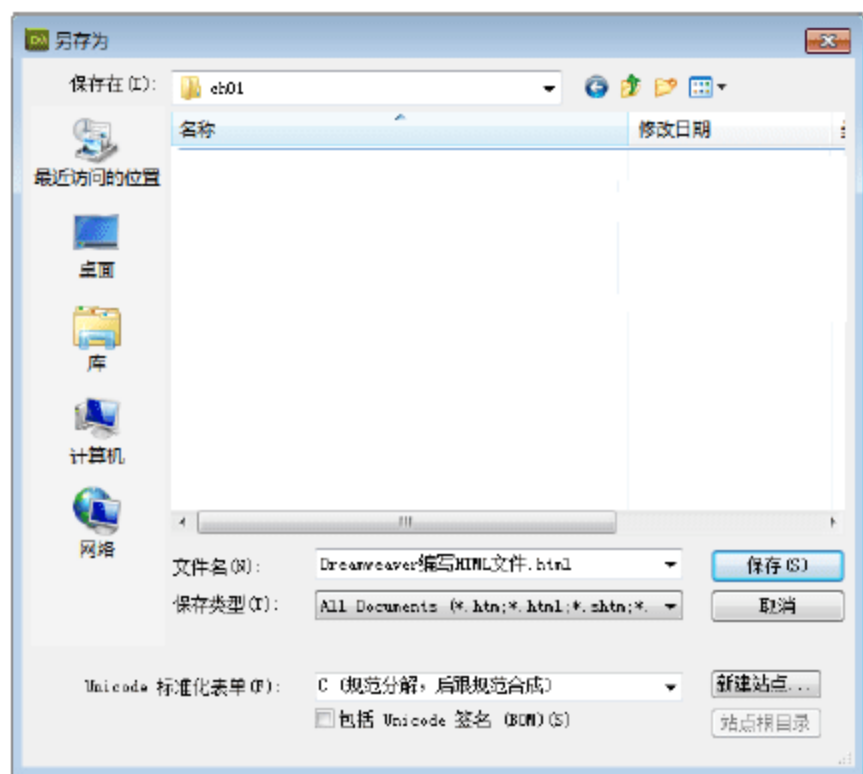 另存为
保存在(I):
ch01
名称
修改日期
最近访问的位置
桌面
库
计算机
网络
文件名(N):
Dreamweaver编写HTML文件.html
保存(S)
保存类型(T):
All Documents (*.htm;*.html;*.shtm;*.
取消
Unicode 标准化表单(F):
C (规范分解，后跟规范合成)
新建站点...
包括 Unicode 签名 (BOM)(S)
站点根目录